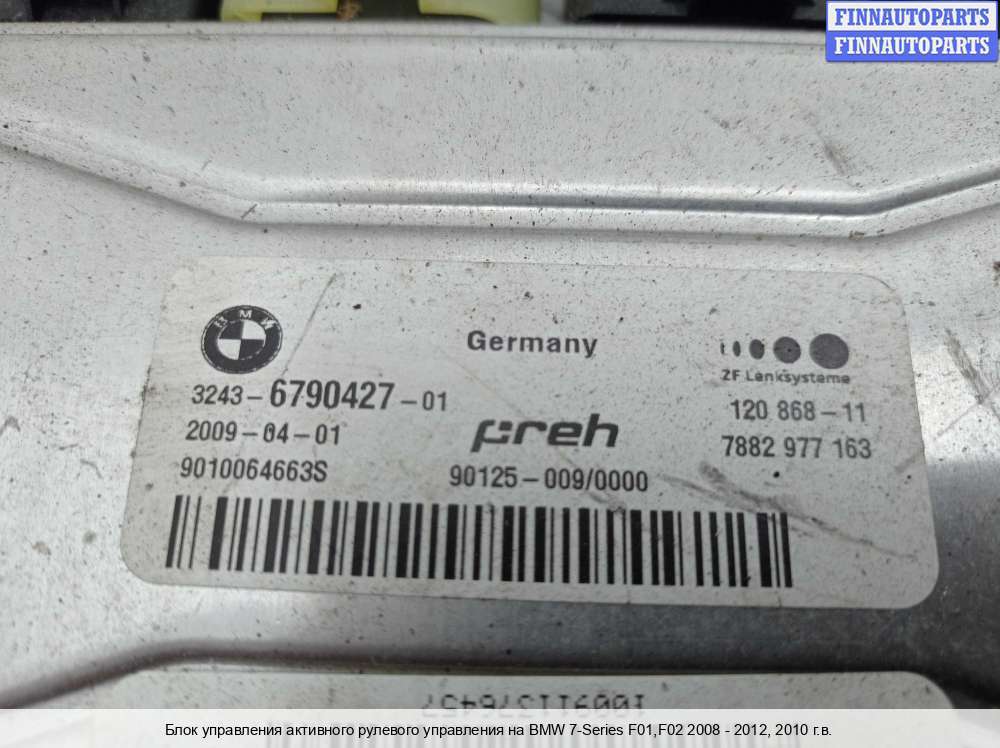 FINNAUTOPARTS
FINNAUTOPARTS
BMW
Germany
ZF Lenksysteme
3243-6790427-01
120 868-11
2009-04-01
preh
7882 977 163
9010064663S
90125-009/0000
10091137645
Блок управления активного рулевого управления на BMW 7-Series F01,F02 2008 - 2012, 2010 г.в.